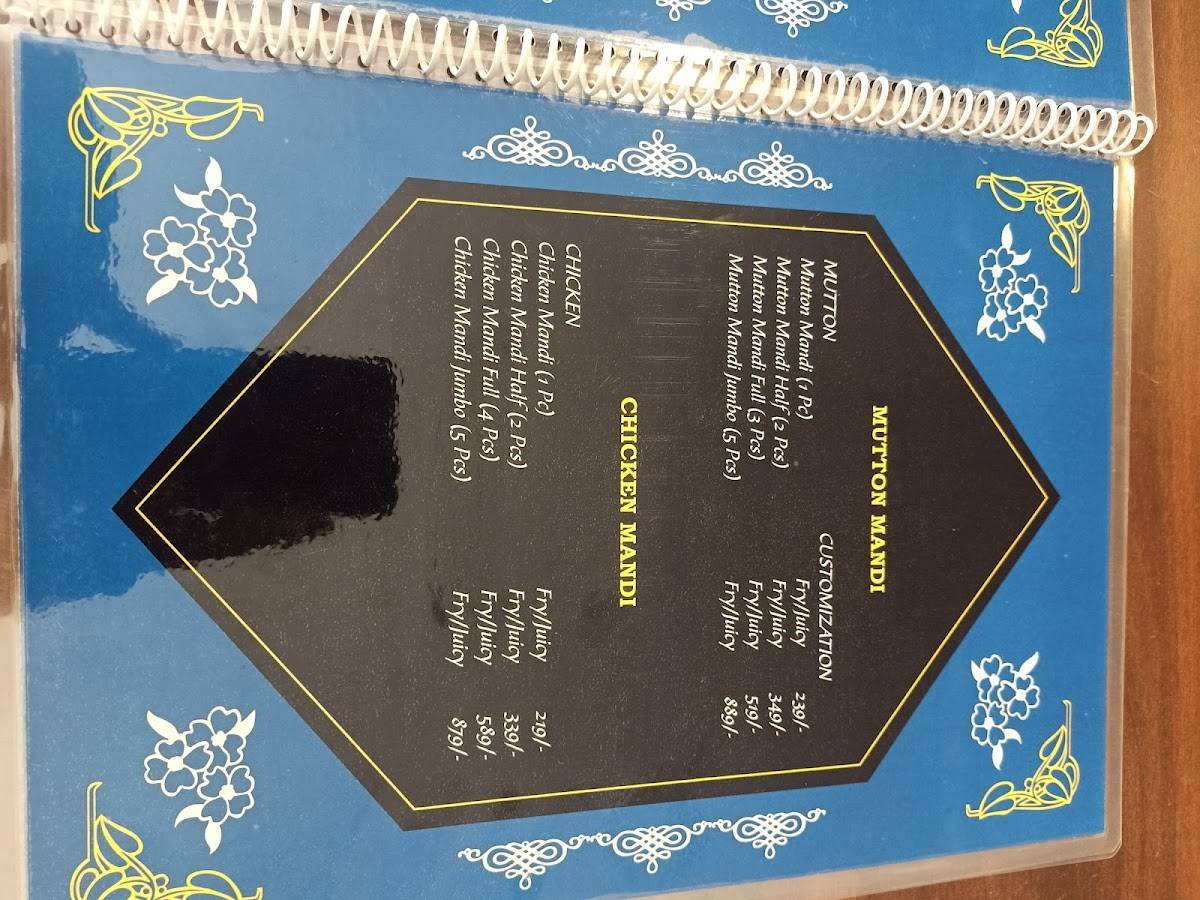 MUTTON MANDI
MUTTON CUSTOMIZATION
Mutton Mandi (1 Pc) Fry/Juicy 239/-
Mutton Mandi Half (2 Pcs) Fry/Juicy 349/-
Mutton Mandi Full (3 Pcs) Fry/Juicy 519/-
Mutton Mandi Jumbo (5 Pcs) Fry/Juicy 889/-
CHICKEN MANDI
CHICKEN
Chicken Mandi (1 Pc) Fry/Juicy 219/-
Chicken Mandi Half (2 Pcs) Fry/Juicy 339/-
Chicken Mandi Full (4 Pcs) Fry/Juicy 589/-
Chicken Mandi Jumbo (5 Pcs) Fry/Juicy 879/-